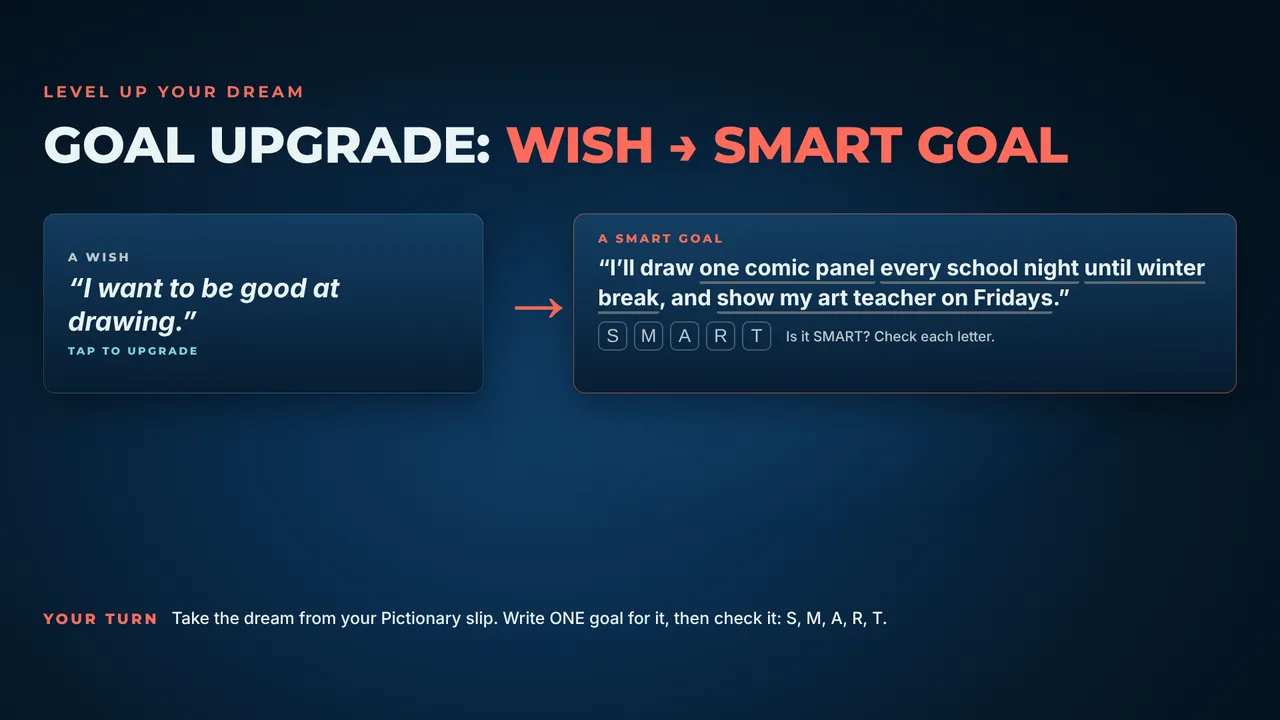 LEVEL UP YOUR DREAM
GOAL UPGRADE: WISH → SMART GOAL
A WISH
“I want to be good at
drawing.”
TAP TO UPGRADE
→
A SMART GOAL
“I’ll draw one comic panel every school night until winter
break, and show my art teacher on Fridays.”
S M A R T Is it SMART? Check each letter.
YOUR TURN Take the dream from your Pictionary slip. Write ONE goal for it, then check it: S, M, A, R, T.